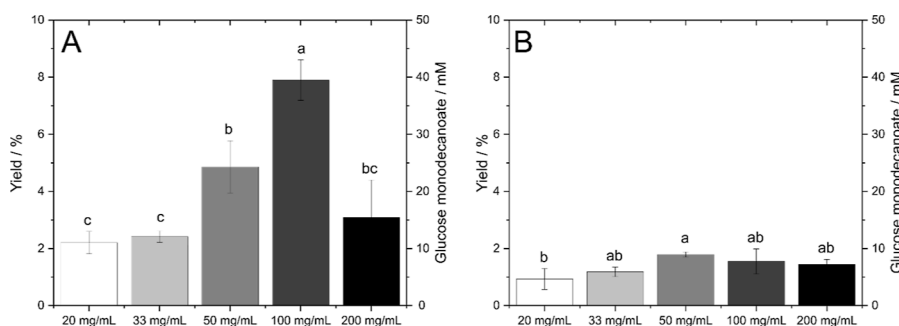 A
10
8
6
4
2
0
Yield / %
50
40
30
20
10
0
Glucose monodecanoate / mM
c
c
b
a
bc
20 mg/mL
33 mg/mL
50 mg/mL
100 mg/mL
200 mg/mL
B
10
8
6
4
2
0
Yield / %
50
40
30
20
10
0
Glucose monodecanoate / mM
b
ab
a
ab
ab
20 mg/mL
33 mg/mL
50 mg/mL
100 mg/mL
200 mg/mL